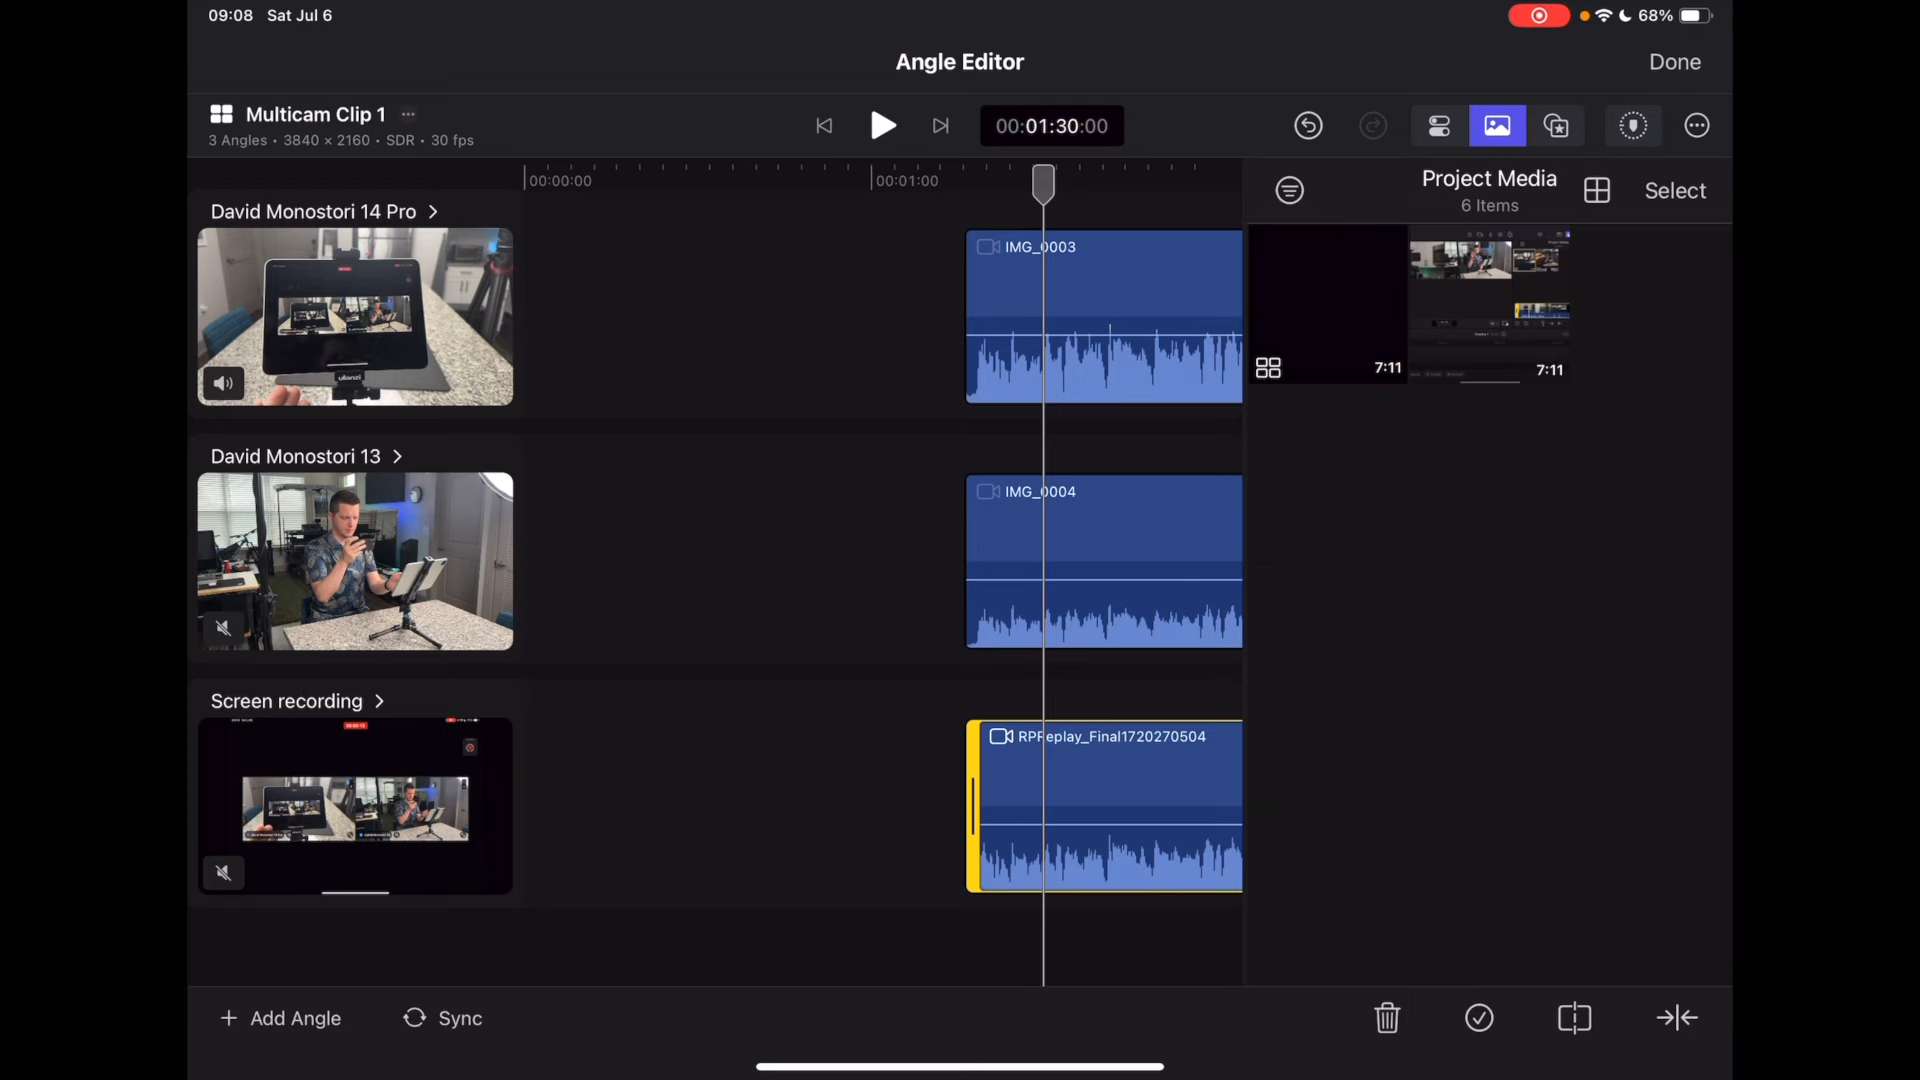 09:08 Sat Jul 6
68%
Angle Editor
Done
Multicam Clip 1
3 Angles • 3840 × 2160 • SDR • 30 fps
00:01:30:00
00:00:00
00:01:00
Project Media
6 Items
Select
David Monostori 14 Pro >
IMG_0003
ulanzi
7:11
7:11
David Monostori 13 >
IMG_0004
Screen recording >
RPReplay_Final1720270504
+ Add Angle
Sync